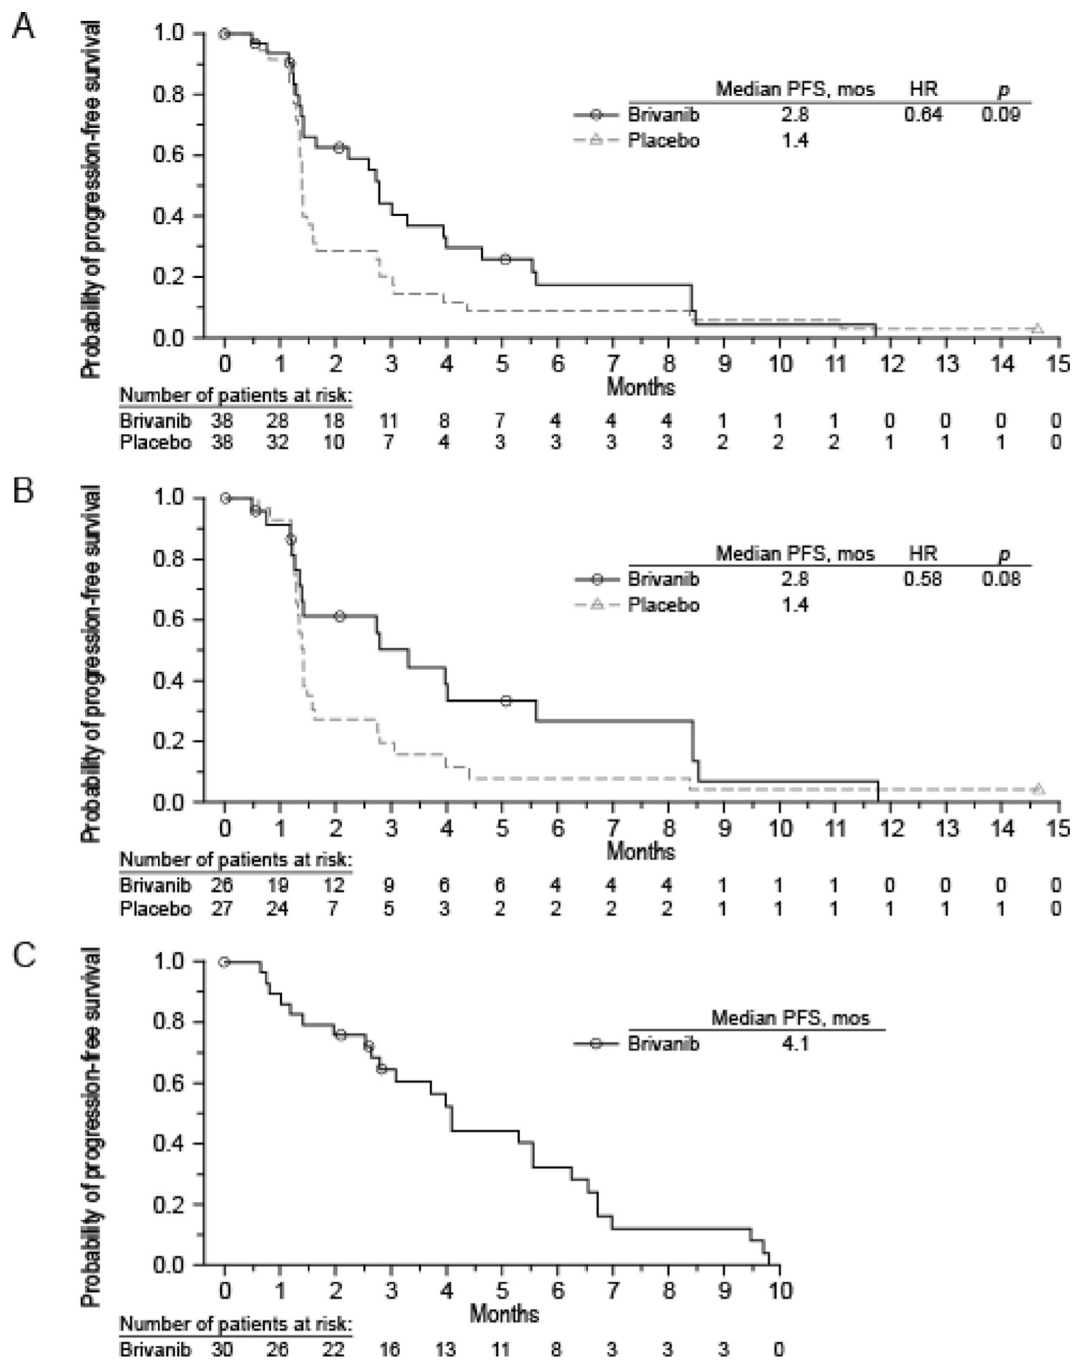 A
Probability of progression-free survival
1.0
0.8
0.6
0.4
0.2
0.0
Median PFS, mos HR p
Brivanib 2.8 0.64 0.09
Placebo 1.4
0 1 2 3 4 5 6 7 8 9 10 11 12 13 14 15
Months
Number of patients at risk:
Brivanib 38 28 18 11 8 7 4 4 4 1 1 1 0 0 0 0
Placebo 38 32 10 7 4 3 3 3 3 2 2 2 1 1 1 0
B
Probability of progression-free survival
1.0
0.8
0.6
0.4
0.2
0.0
Median PFS, mos HR p
Brivanib 2.8 0.58 0.08
Placebo 1.4
0 1 2 3 4 5 6 7 8 9 10 11 12 13 14 15
Months
Number of patients at risk:
Brivanib 26 19 12 9 6 6 4 4 4 1 1 1 0 0 0 0
Placebo 27 24 7 5 3 2 2 2 2 1 1 1 1 1 1 0
C
Probability of progression-free survival
1.0
0.8
0.6
0.4
0.2
0.0
Median PFS, mos
Brivanib 4.1
0 1 2 3 4 5 6 7 8 9 10
Months
Number of patients at risk:
Brivanib 30 26 22 16 13 11 8 3 3 3 0